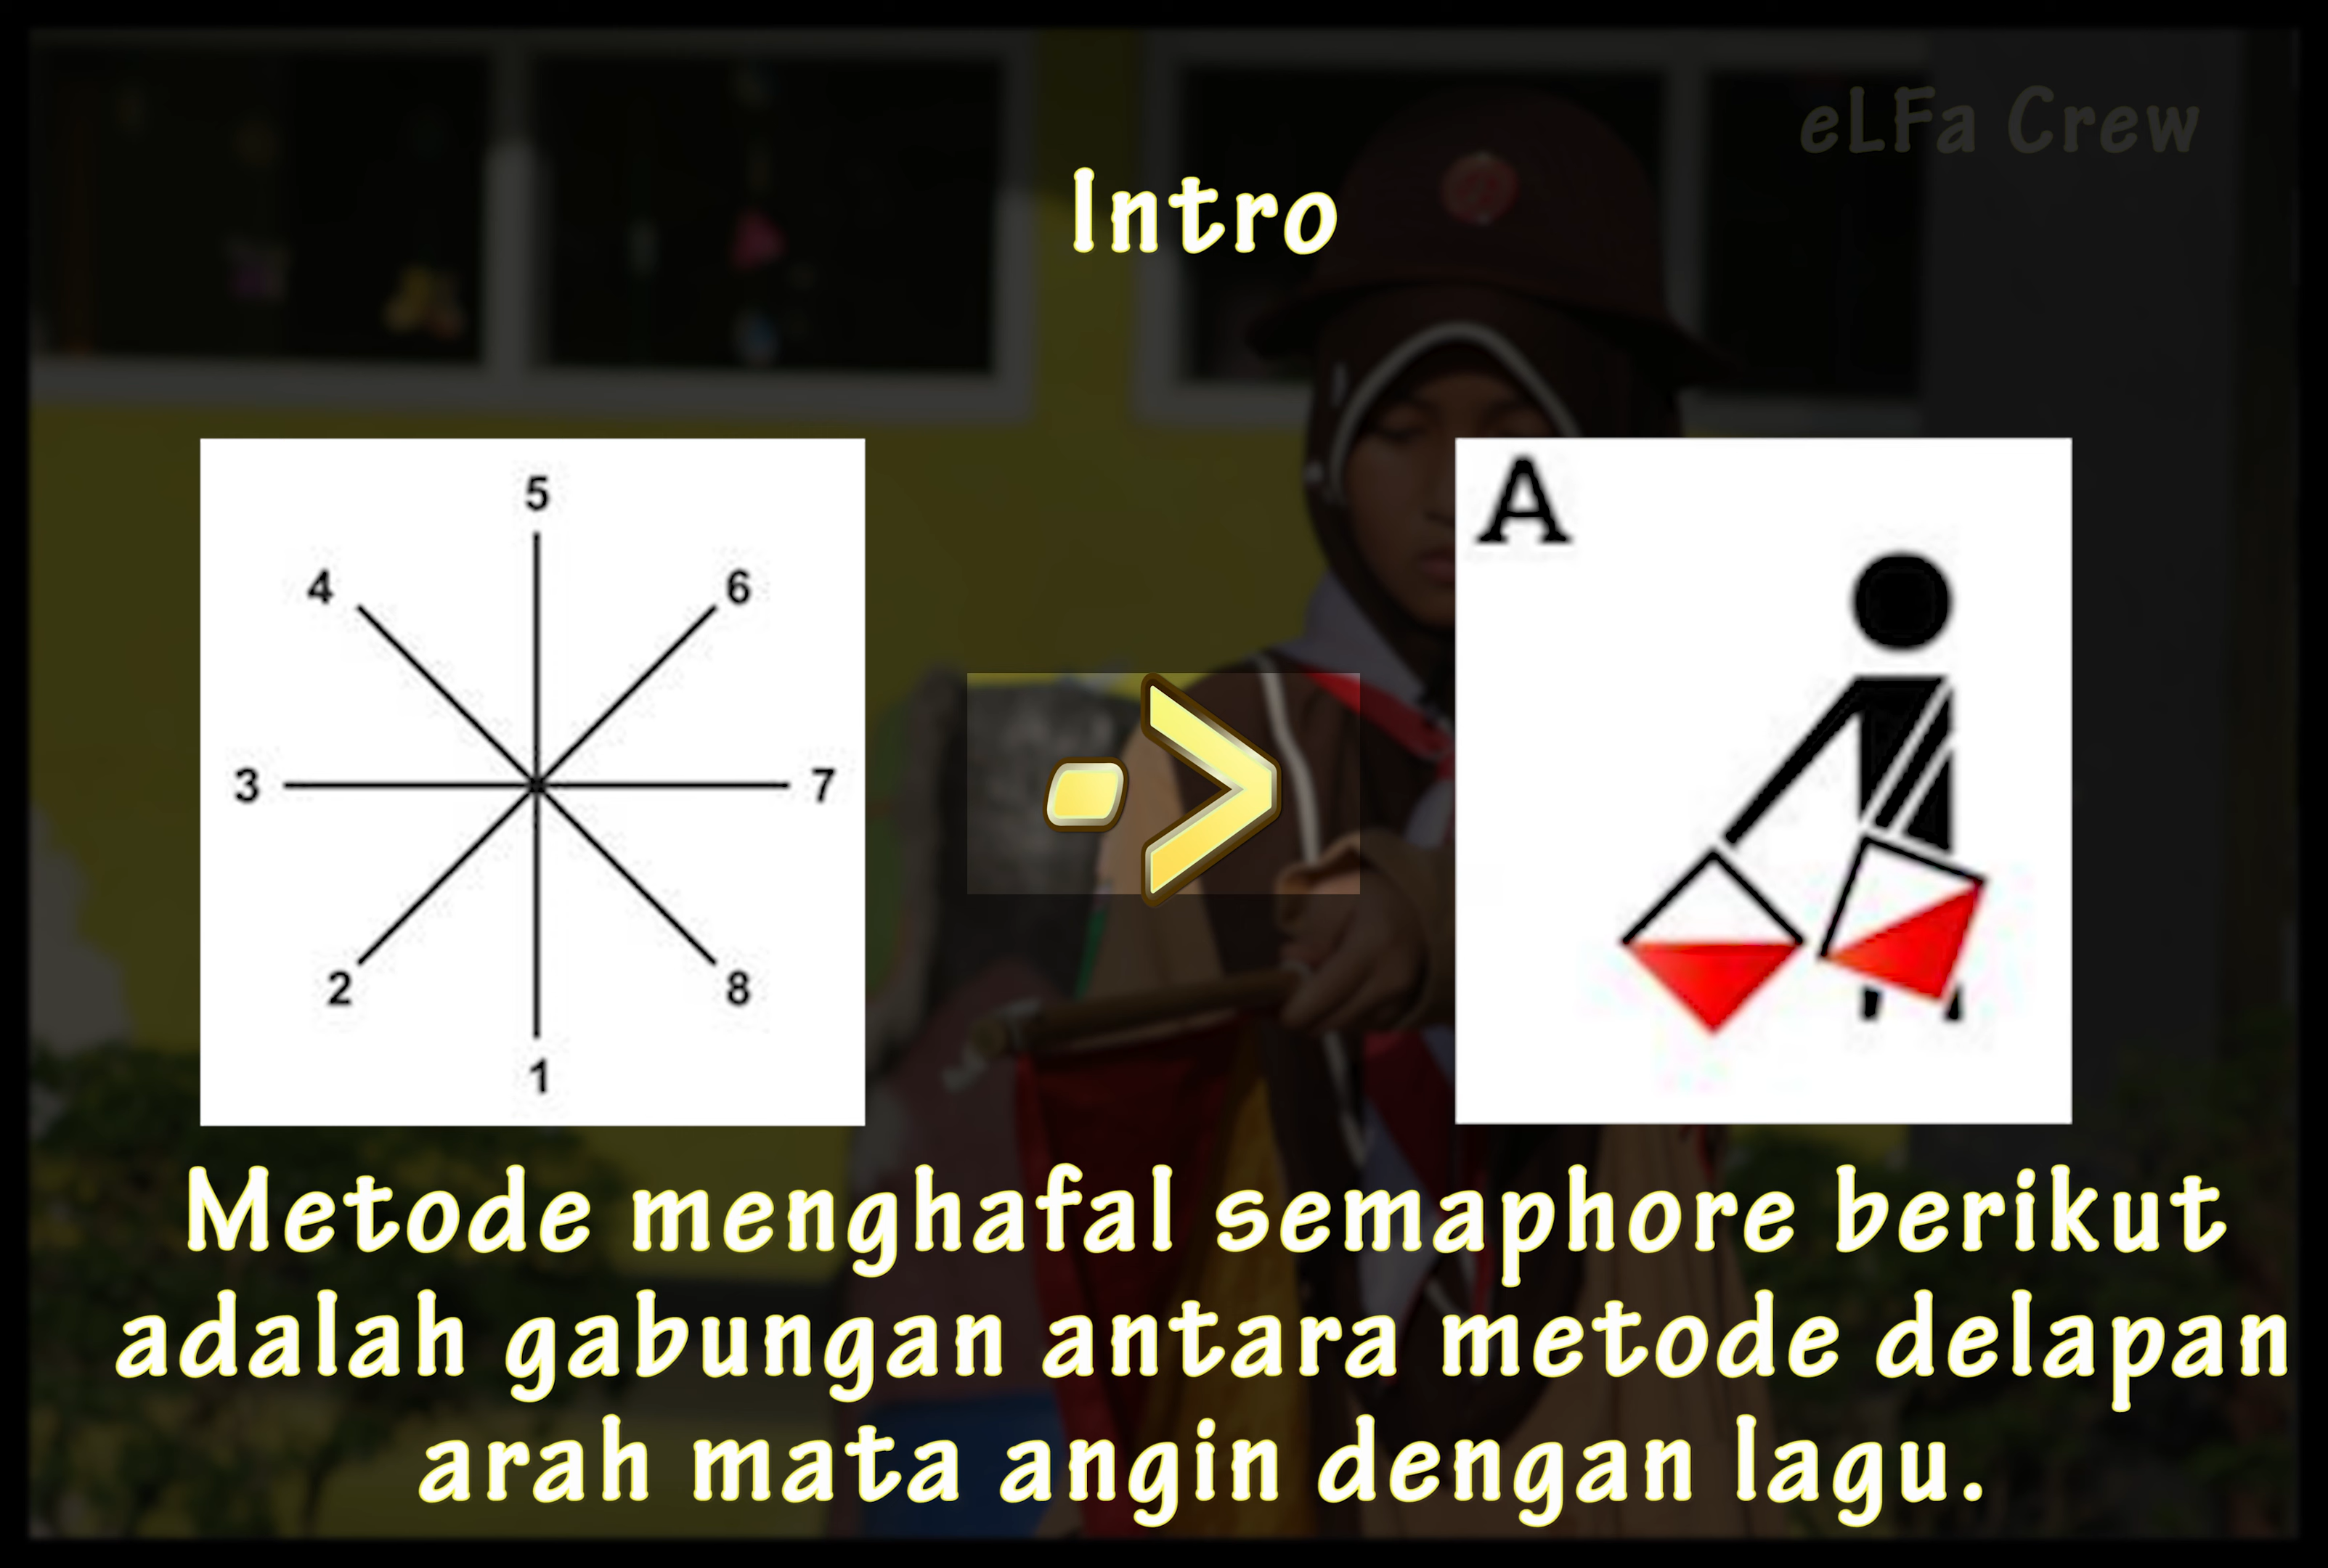 eLFa Crew
Intro
5
4
6
3
7
2
8
1
A
->
Metode menghafal semaphore berikut
adalah gabungan antara metode delapan
arah mata angin dengan lagu.